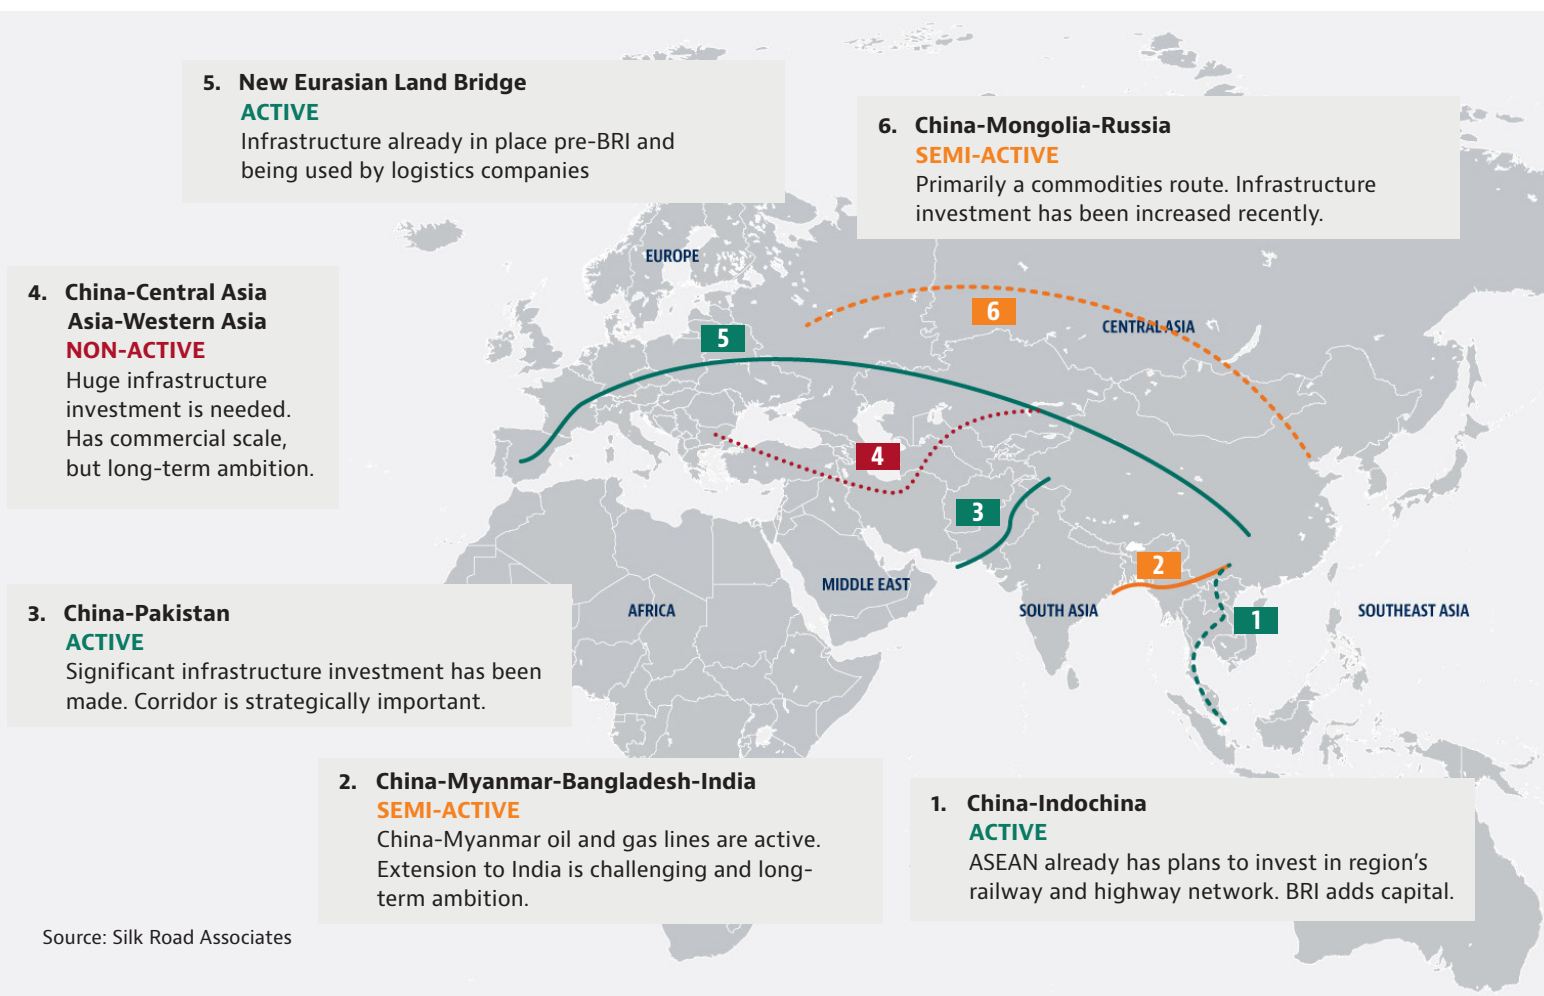 5. New Eurasian Land Bridge
ACTIVE
Infrastructure already in place pre-BRI and
being used by logistics companies
6. China-Mongolia-Russia
SEMI-ACTIVE
Primarily a commodities route. Infrastructure
investment has been increased recently.
EUROPE
4. China-Central Asia
Asia-Western Asia
NON-ACTIVE
Huge infrastructure
investment is needed.
Has commercial scale,
but long-term ambition.
6
CENTRAL ASIA
5
4
3
2
MIDDLE EAST
AFRICA
SOUTH ASIA
1
SOUTHEAST ASIA
3. China-Pakistan
ACTIVE
Significant infrastructure investment has been
made. Corridor is strategically important.
2. China-Myanmar-Bangladesh-India
SEMI-ACTIVE
China-Myanmar oil and gas lines are active.
Extension to India is challenging and long-
term ambition.
1. China-Indochina
ACTIVE
ASEAN already has plans to invest in region's
railway and highway network. BRI adds capital.
Source: Silk Road Associates